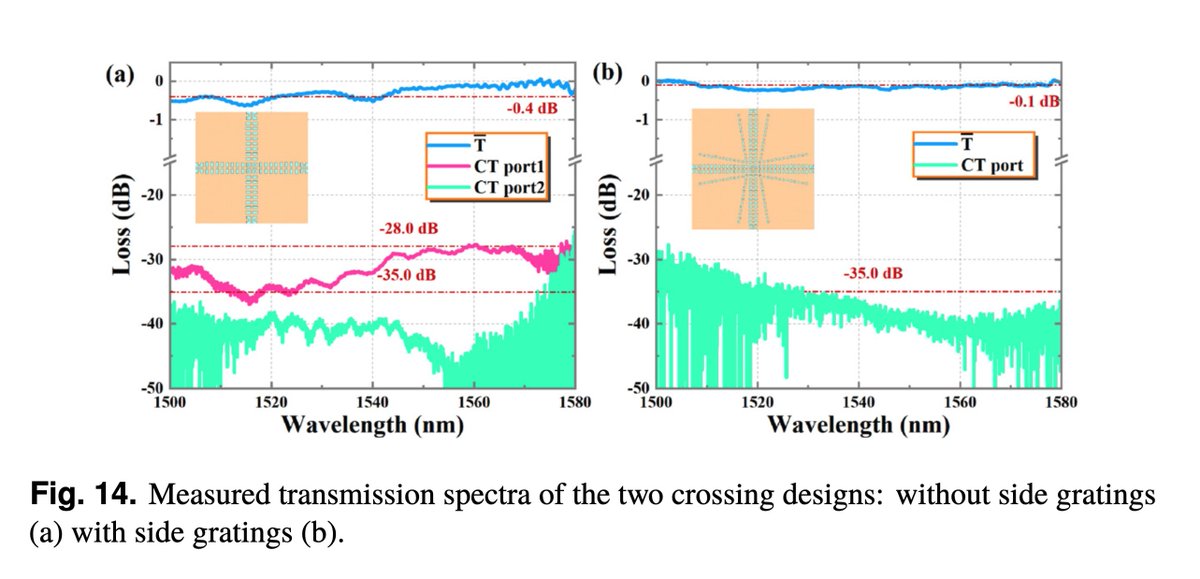 (a)
0
-1
-20
-30
-40
-50
Loss (dB)
-0.4 dB
T̅
CT port1
CT port2
-28.0 dB
-35.0 dB
1500
1520
1540
1560
1580
Wavelength (nm)
(b)
0
-1
-20
-30
-40
-50
Loss (dB)
-0.1 dB
T̅
CT port
-35.0 dB
1500
1520
1540
1560
1580
Wavelength (nm)
Fig. 14. Measured transmission spectra of the two crossing designs: without side gratings
(a) with side gratings (b).